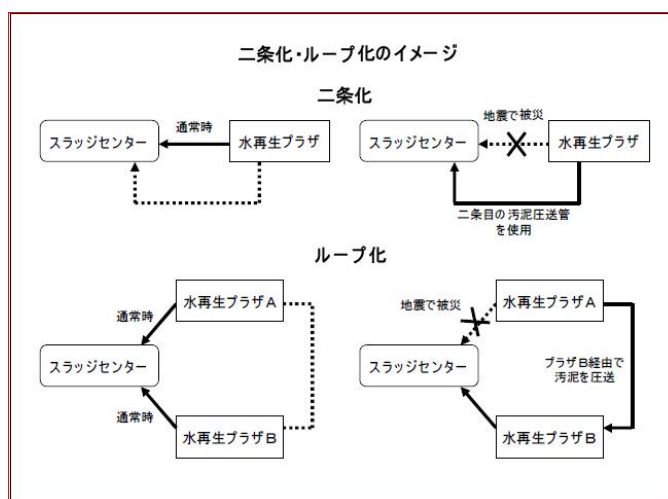 二条化・ループ化のイメージ
二条化
スラッジセンター
通常時
水再生プラザ
スラッジセンター
地震で被災
水再生プラザ
二条目の汚泥圧送管
を使用
ループ化
水再生プラザA
通常時
スラッジセンター
通常時
水再生プラザB
地震で被災
水再生プラザA
スラッジセンター
プラザB経由で
汚泥を圧送
水再生プラザB